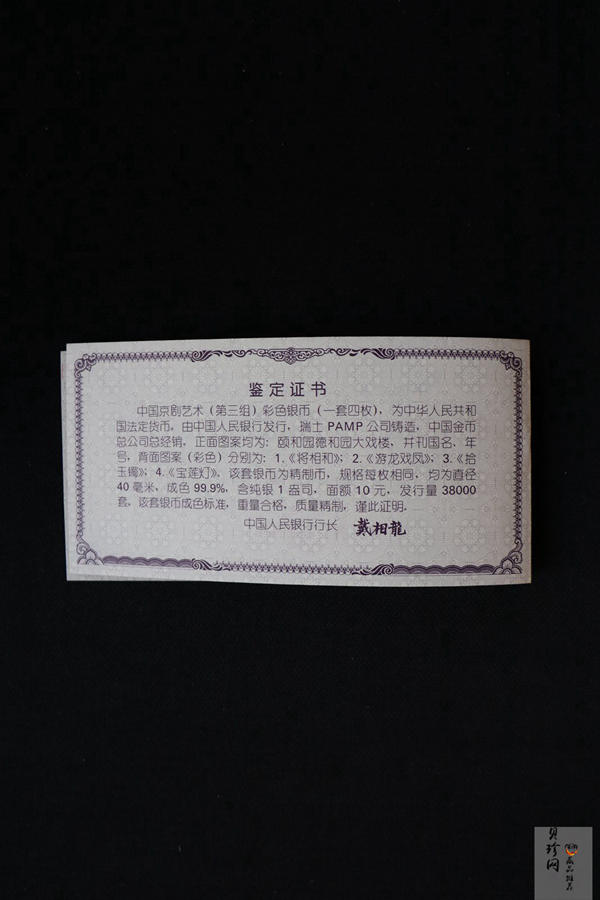 鉴定证书
中国京剧艺术（第三组）彩色银币（一套四枚），为中华人民共和
国法定货币，由中国人民银行发行，瑞士 PAMP 公司铸造，中国金币
总公司总经销，正面图案均为：颐和园德和园大戏楼，并刊国名、年
号，背面图案（彩色）分别为：1.《将相和》；2.《游龙戏凤》；3.《拾
玉镯》；4.《宝莲灯》。该套银币为精制币，规格每枚相同，均为直径
40 毫米，成色 99.9%，含纯银 1 盎司，面额 10 元，发行量 38000
套，该套银币成色标准，重量合格，质量精制，谨此证明。
中国人民银行行长 戴相龍
贝珍网
藏品推荐